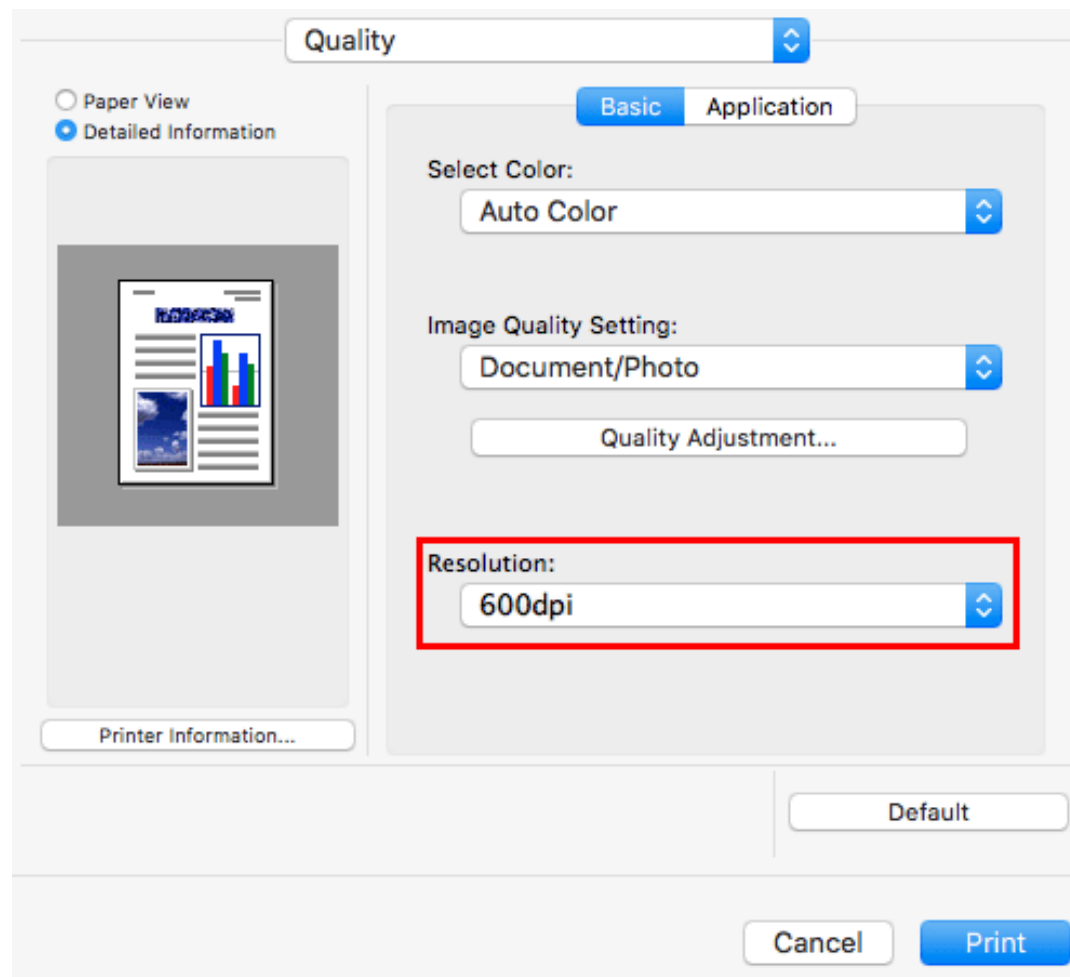 Quality
Paper View
Detailed Information
Printer Information...
Basic
Application
Select Color:
Auto Color
Image Quality Setting:
Document/Photo
Quality Adjustment...
Resolution:
600dpi
Default
Cancel
Print